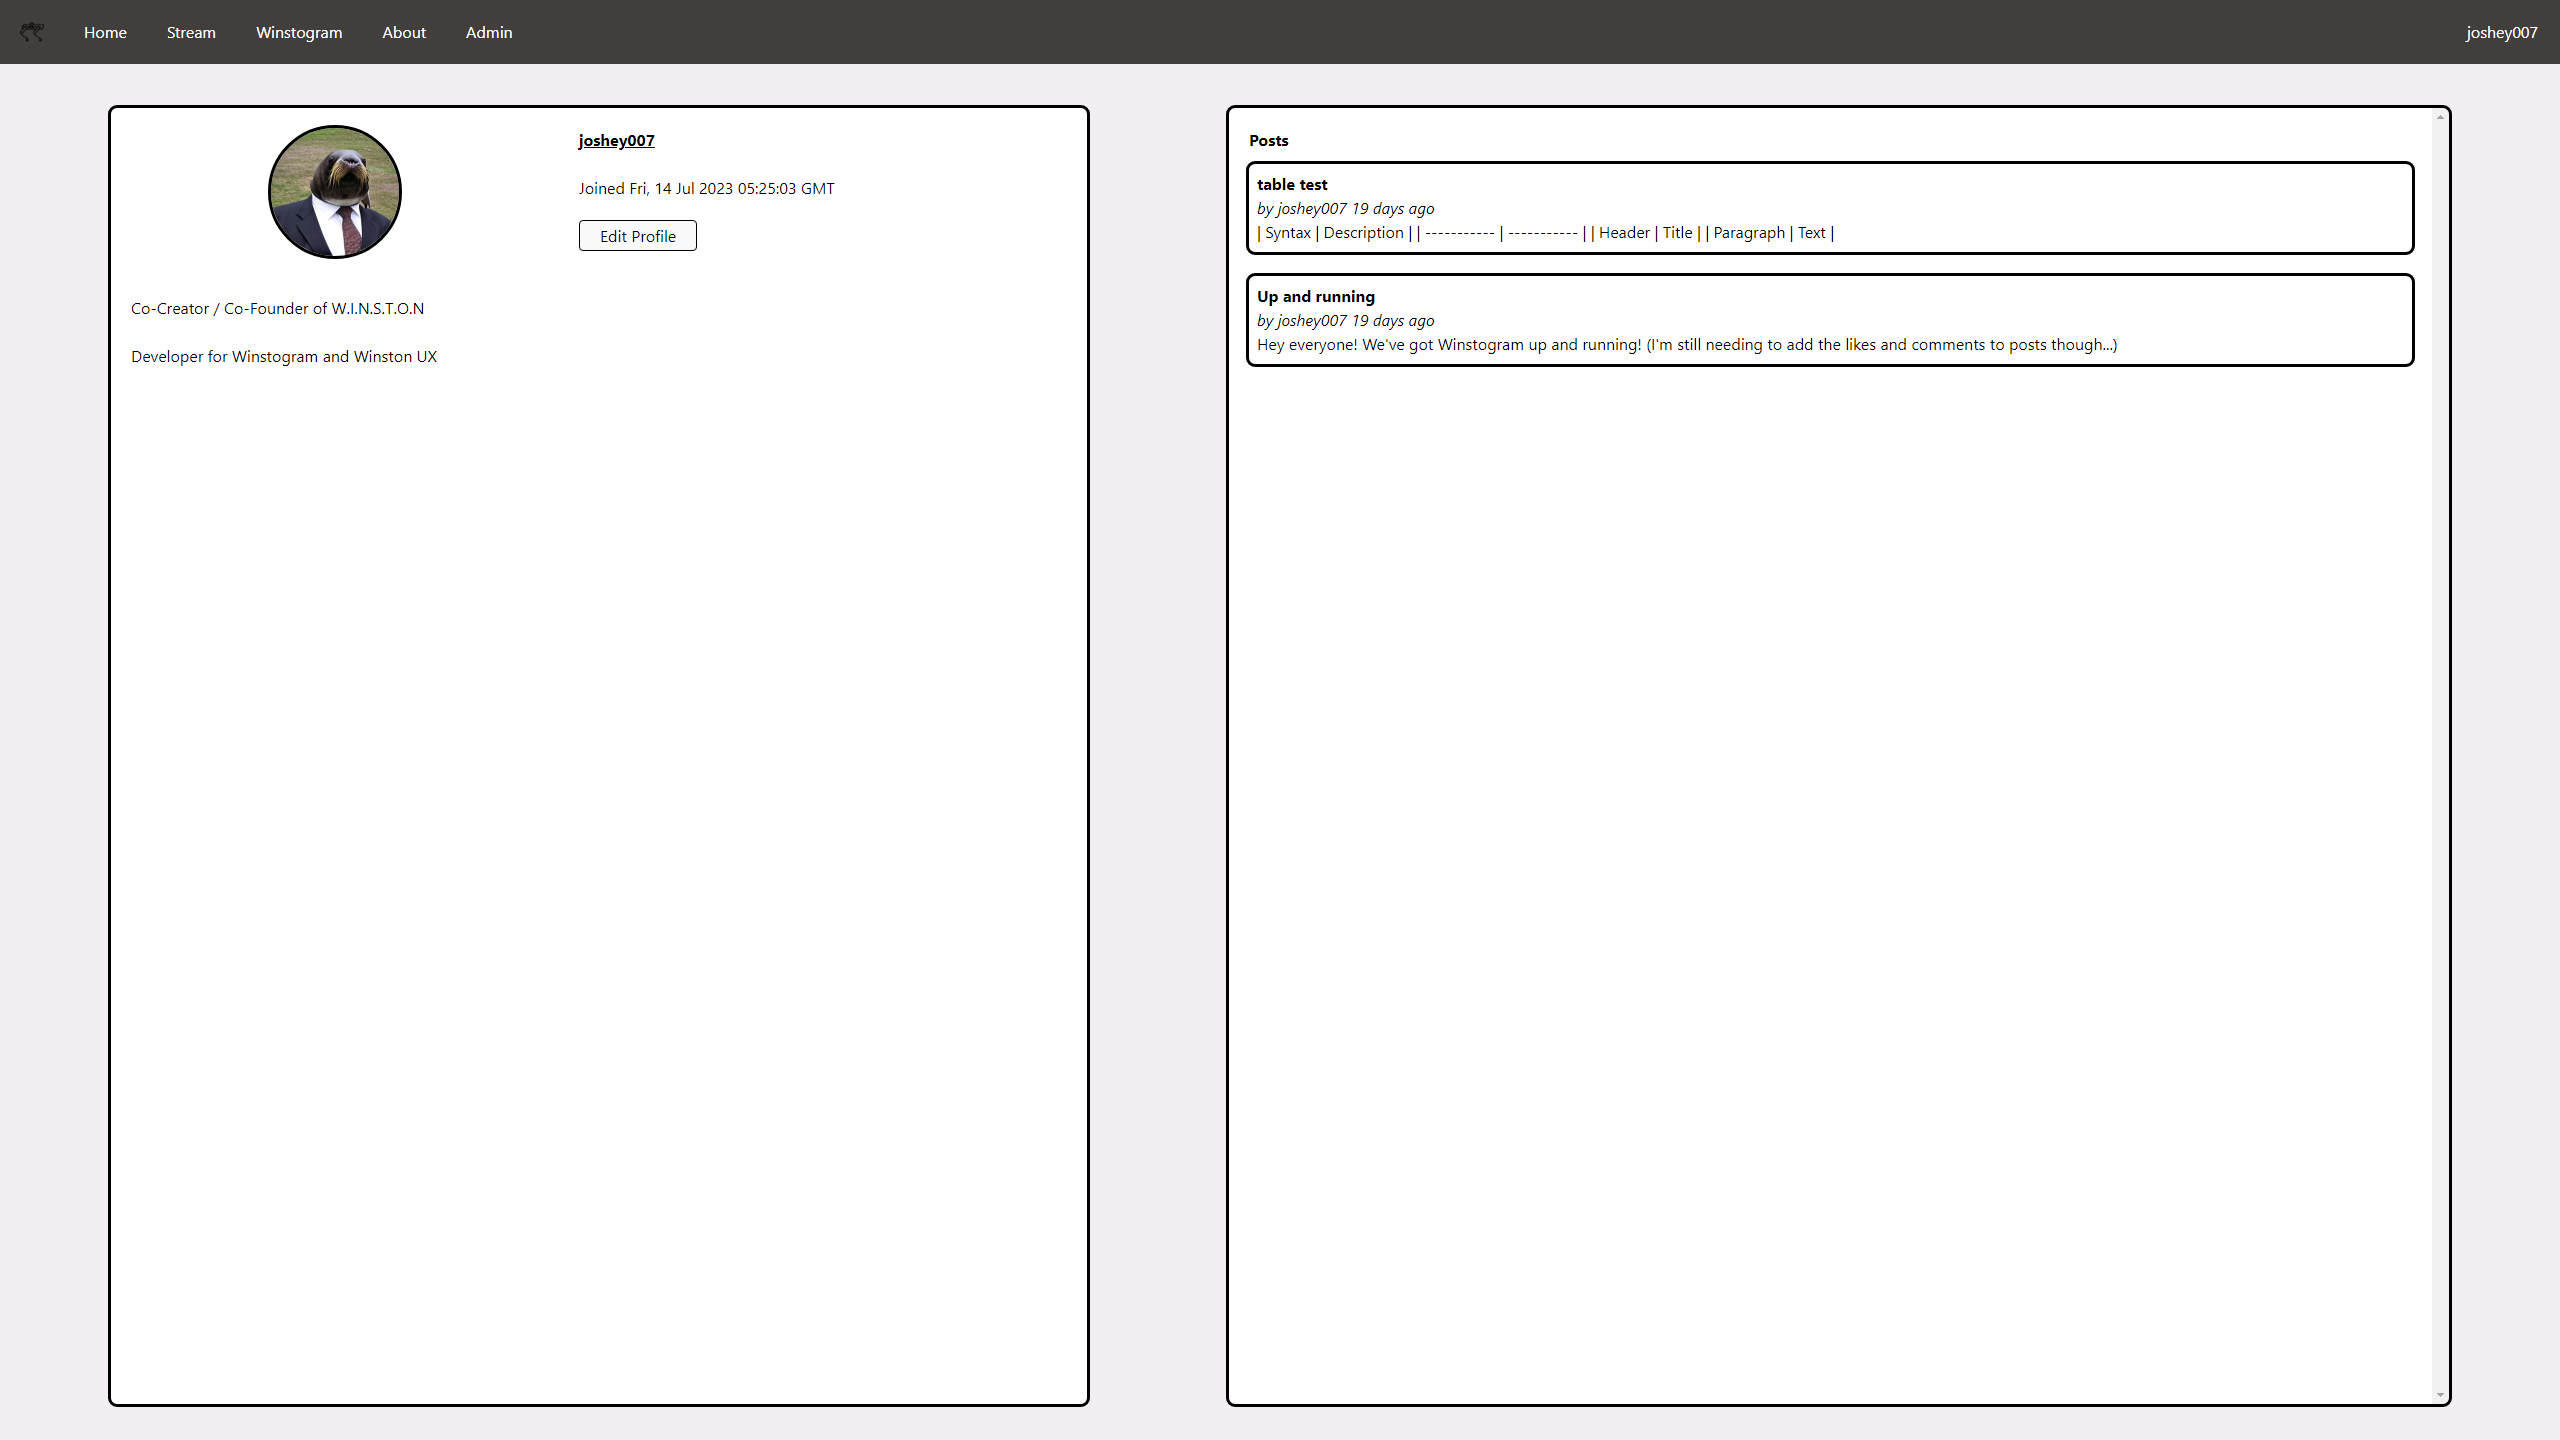 Home Stream Winstogram About Admin joshey007
joshey007
Joined Fri, 14 Jul 2023 05:25:03 GMT
Edit Profile
Co-Creator / Co-Founder of W.I.N.S.T.O.N
Developer for Winstogram and Winston UX
Posts
table test
by joshey007 19 days ago
| Syntax | Description | | ----------- | ----------- | | Header | Title | | Paragraph | Text |
Up and running
by joshey007 19 days ago
Hey everyone! We've got Winstogram up and running! (I'm still needing to add the likes and comments to posts though...)